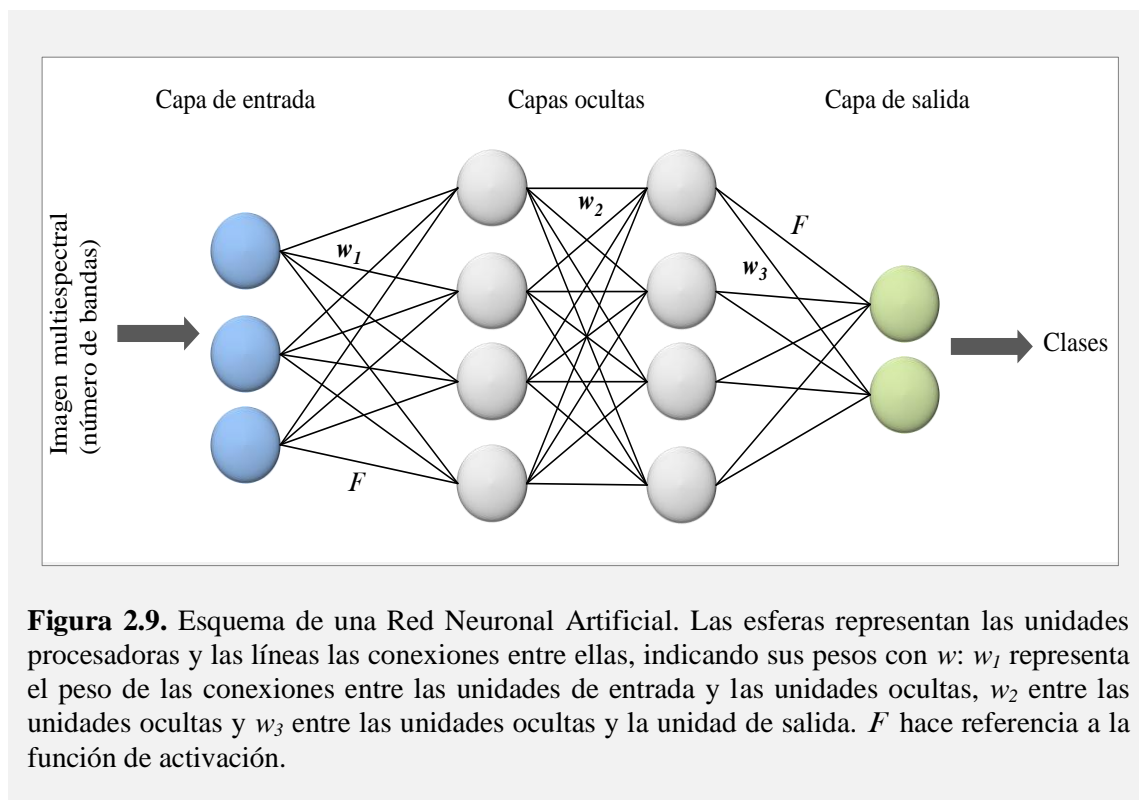 Capa de entrada
Capas ocultas
Capa de salida
Imagen multiespectral
(número de bandas)
w1
w2
w3
F
F
Clases
Figura 2.9. Esquema de una Red Neuronal Artificial. Las esferas representan las unidades
procesadoras y las líneas las conexiones entre ellas, indicando sus pesos con w: w1 representa
el peso de las conexiones entre las unidades de entrada y las unidades ocultas, w2 entre las
unidades ocultas y w3 entre las unidades ocultas y la unidad de salida. F hace referencia a la
función de activación.